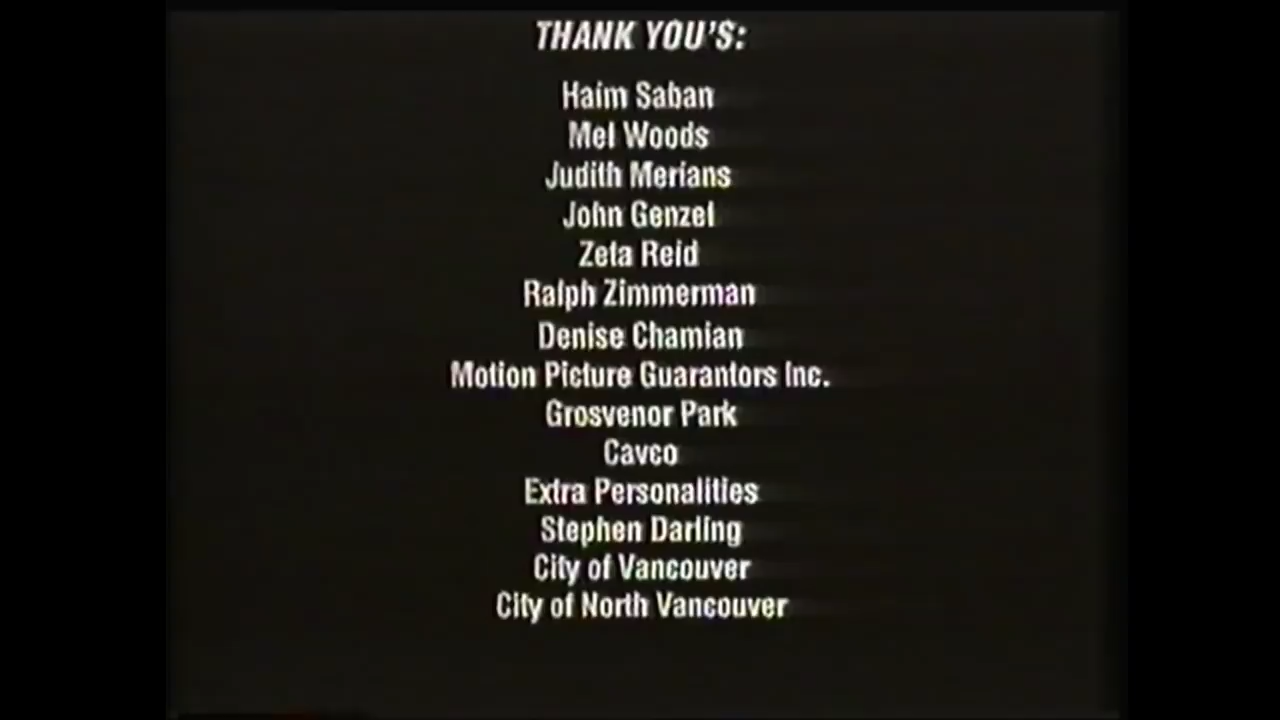 THANK YOU'S:
Haim Saban
Mel Woods
Judith Merians
John Genzel
Zeta Reid
Ralph Zimmerman
Denise Chamian
Motion Picture Guarantors Inc.
Grosvenor Park
Cavco
Extra Personalities
Stephen Darling
City of Vancouver
City of North Vancouver